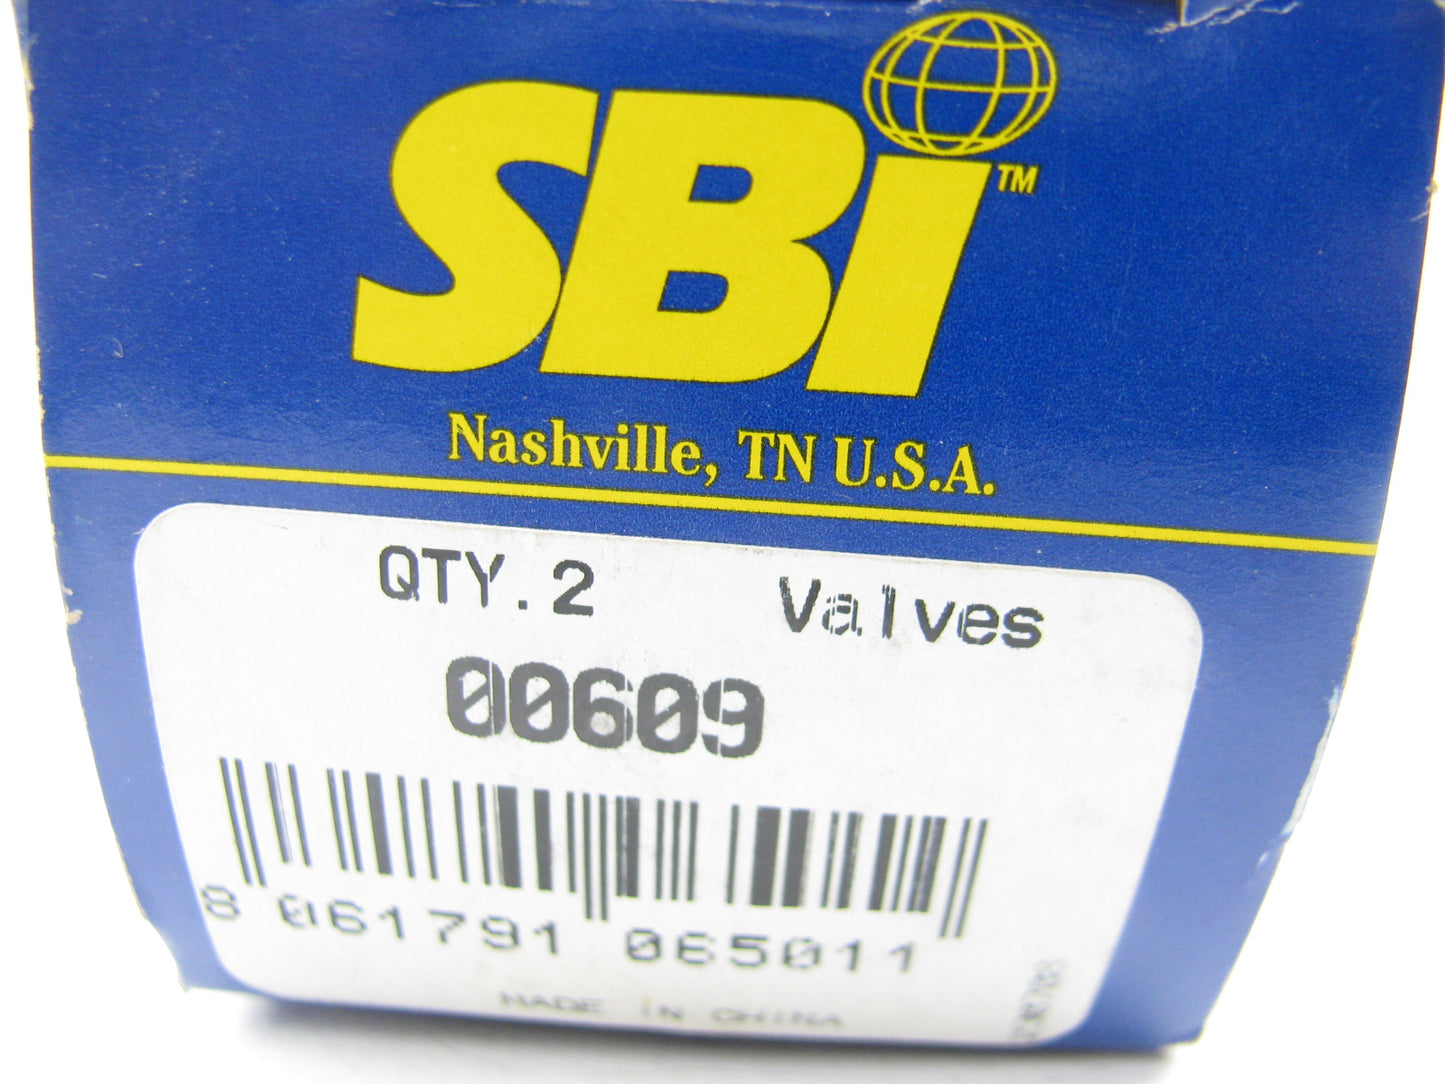 SBi™
Nashville, TN U.S.A.
QTY.2 Valves
00609
8 061791 065011
MADE IN CHINA